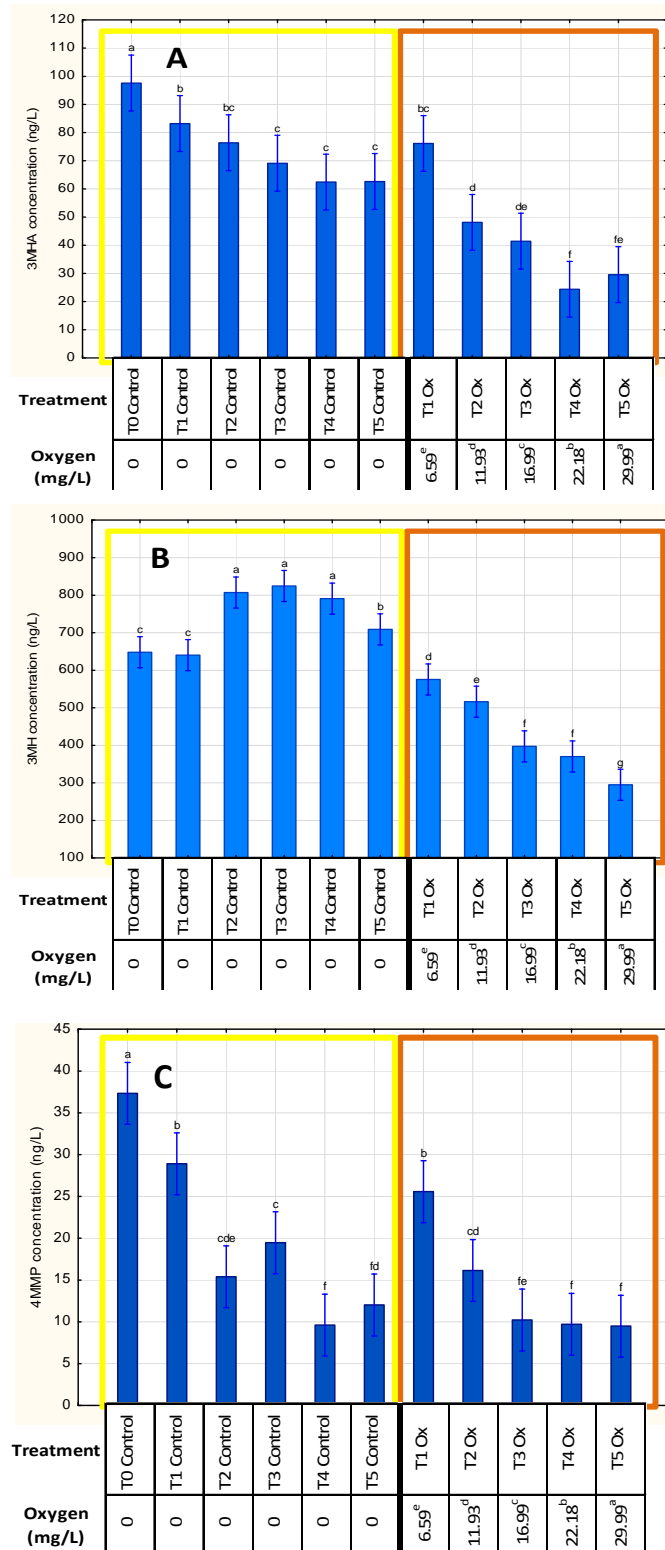 A
3MHA concentration (ng/L)
120
110
100
90
80
70
60
50
40
30
20
10
0
a
b
bc
c
c
c
bc
d
de
f
fe
Treatment
T0 Control
T1 Control
T2 Control
T3 Control
T4 Control
T5 Control
T1 Ox
T2 Ox
T3 Ox
T4 Ox
T5 Ox
Oxygen
(mg/L)
0
0
0
0
0
0
6.59e
11.93d
16.99c
22.18b
29.99a
B
3MH concentration (ng/L)
1000
900
800
700
600
500
400
300
200
100
c
c
a
a
a
b
d
e
f
f
g
Treatment
T0 Control
T1 Control
T2 Control
T3 Control
T4 Control
T5 Control
T1 Ox
T2 Ox
T3 Ox
T4 Ox
T5 Ox
Oxygen
(mg/L)
0
0
0
0
0
0
6.59e
11.93d
16.99c
22.18b
29.99a
C
4MMP concentration (ng/L)
45
40
35
30
25
20
15
10
5
0
a
b
cde
c
f
fd
b
cd
fe
f
f
Treatment
T0 Control
T1 Control
T2 Control
T3 Control
T4 Control
T5 Control
T1 Ox
T2 Ox
T3 Ox
T4 Ox
T5 Ox
Oxygen
(mg/L)
0
0
0
0
0
0
6.59e
11.93d
16.99c
22.18b
29.99a